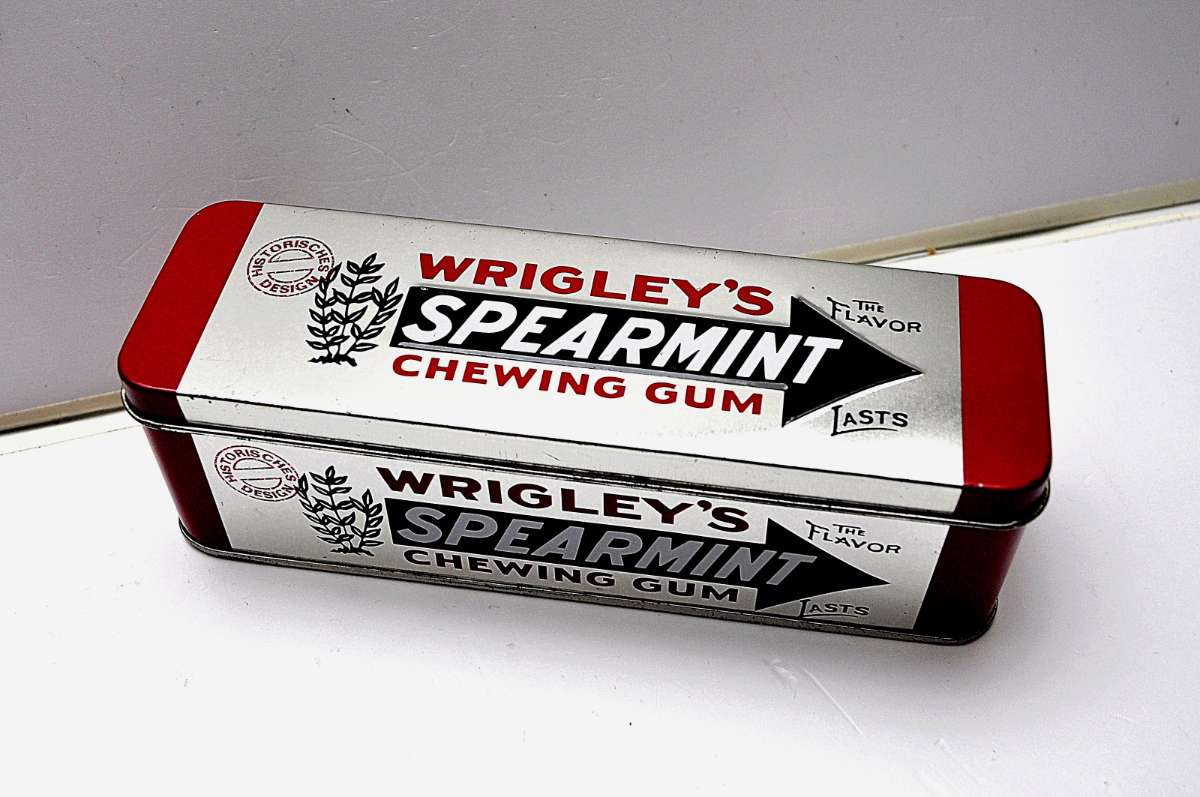 HISTORISCHES
DESIGN
WRIGLEY'S
SPEARMINT
CHEWING GUM
THE
FLAVOR
LASTS
HISTORISCHES
DESIGN
WRIGLEY'S
SPEARMINT
CHEWING GUM
THE
FLAVOR
LASTS